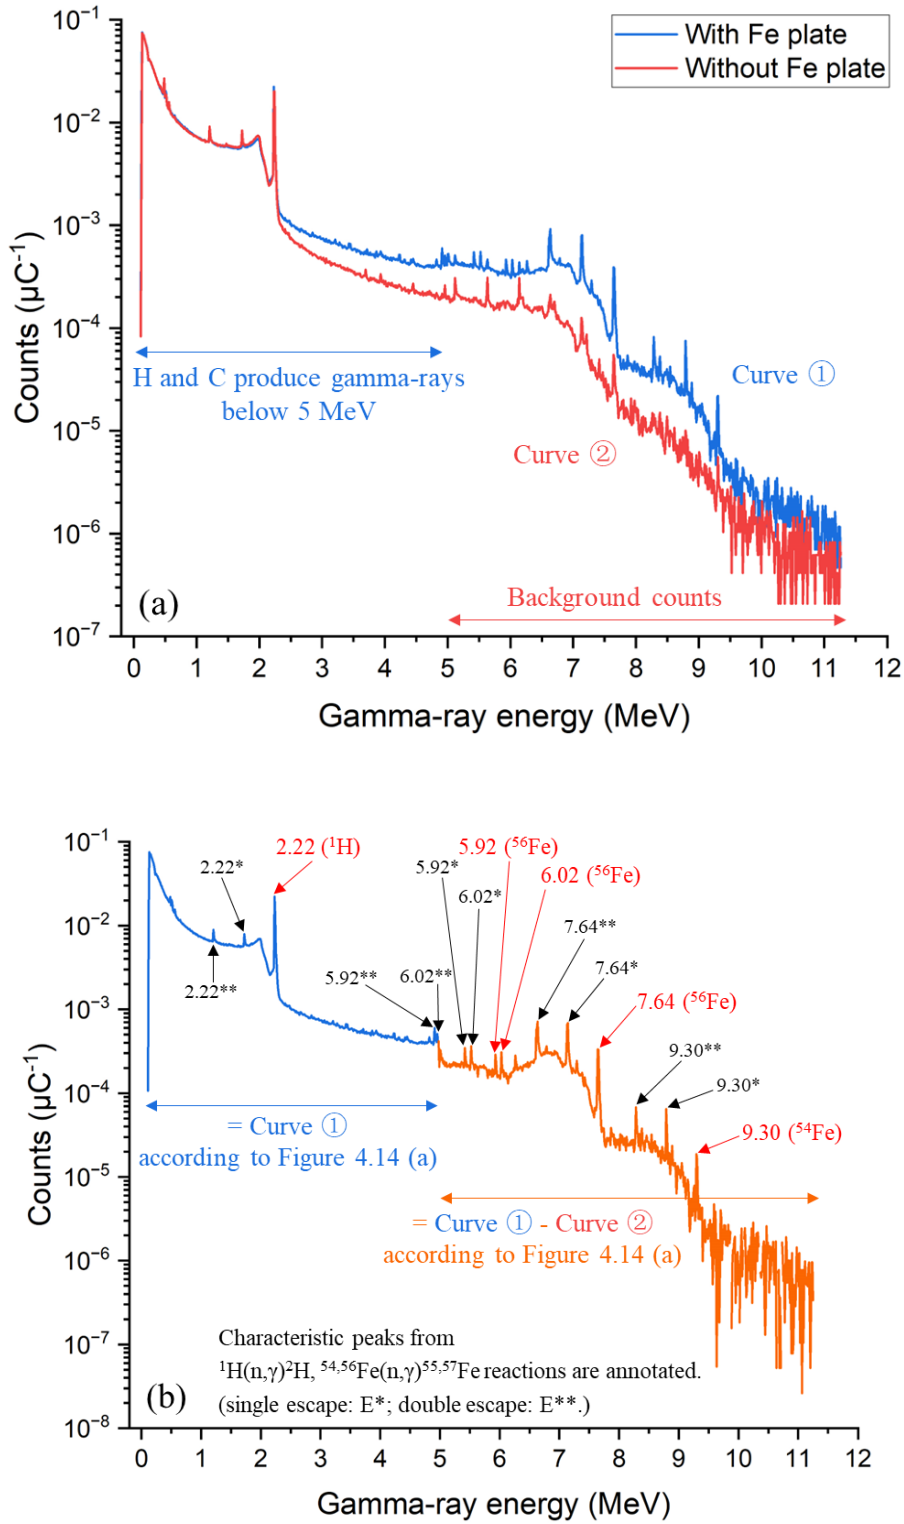 10⁻¹
With Fe plate
Without Fe plate
10⁻²
10⁻³
10⁻⁴
10⁻⁵
10⁻⁶
10⁻⁷
Counts (μC⁻¹)
H and C produce gamma-rays
below 5 MeV
Curve ①
Curve ②
Background counts
(a)
0 1 2 3 4 5 6 7 8 9 10 11 12
Gamma-ray energy (MeV)
10⁻¹
10⁻²
10⁻³
10⁻⁴
10⁻⁵
10⁻⁶
10⁻⁷
10⁻⁸
Counts (μC⁻¹)
2.22*
2.22 (¹H)
5.92*
5.92 (⁵⁶Fe)
6.02*
6.02 (⁵⁶Fe)
7.64**
7.64*
7.64 (⁵⁶Fe)
2.22**
5.92**
6.02**
9.30**
9.30*
9.30 (⁵⁴Fe)
= Curve ①
according to Figure 4.14 (a)
= Curve ① - Curve ②
according to Figure 4.14 (a)
Characteristic peaks from
¹H(n,γ)²H, ⁵⁴,⁵⁶Fe(n,γ)⁵⁵,⁵⁷Fe reactions are annotated.
(single escape: E*; double escape: E**.)
(b)
0 1 2 3 4 5 6 7 8 9 10 11 12
Gamma-ray energy (MeV)